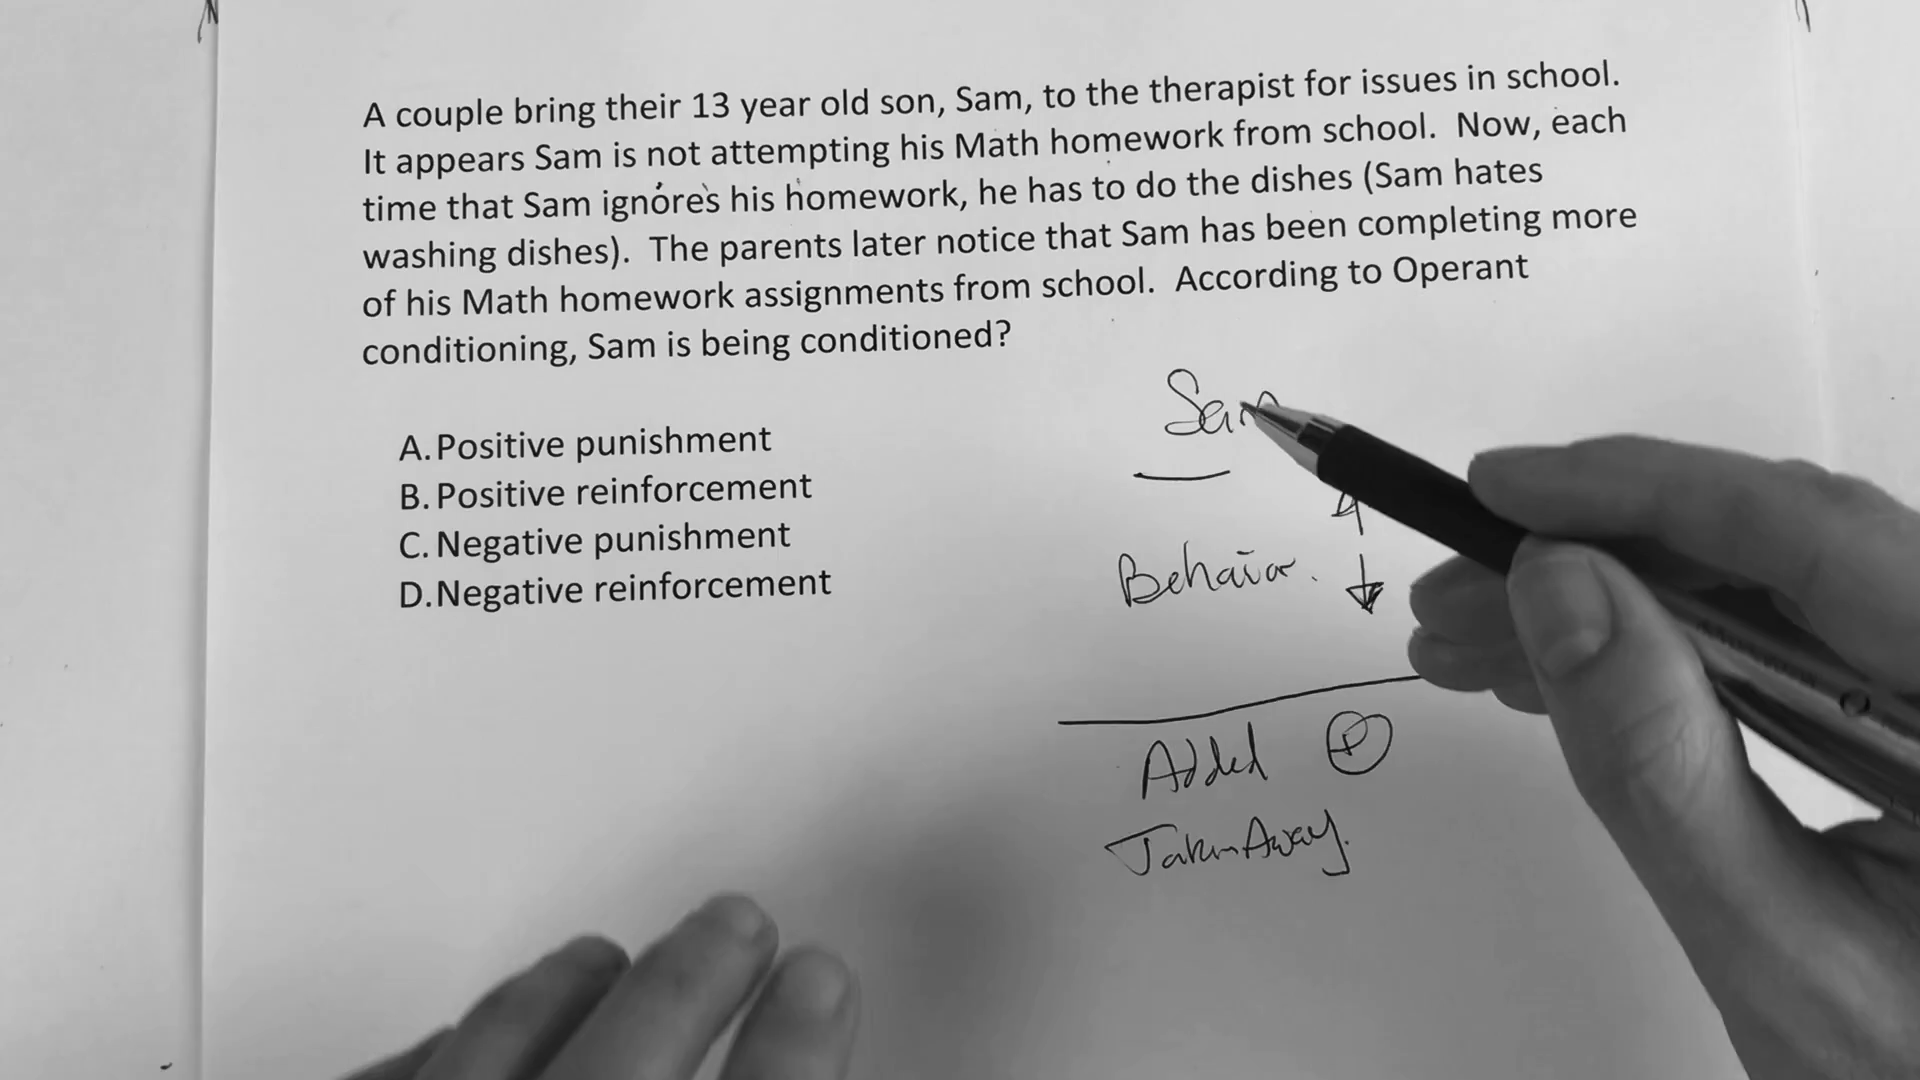 A couple bring their 13 year old son, Sam, to the therapist for issues in school.
It appears Sam is not attempting his Math homework from school. Now, each
time that Sam ignores his homework, he has to do the dishes (Sam hates
washing dishes). The parents later notice that Sam has been completing more
of his Math homework assignments from school. According to Operant
conditioning, Sam is being conditioned?
A. Positive punishment
B. Positive reinforcement
C. Negative punishment
D. Negative reinforcement
Sam
Behavior.
Added +
Taken Away.